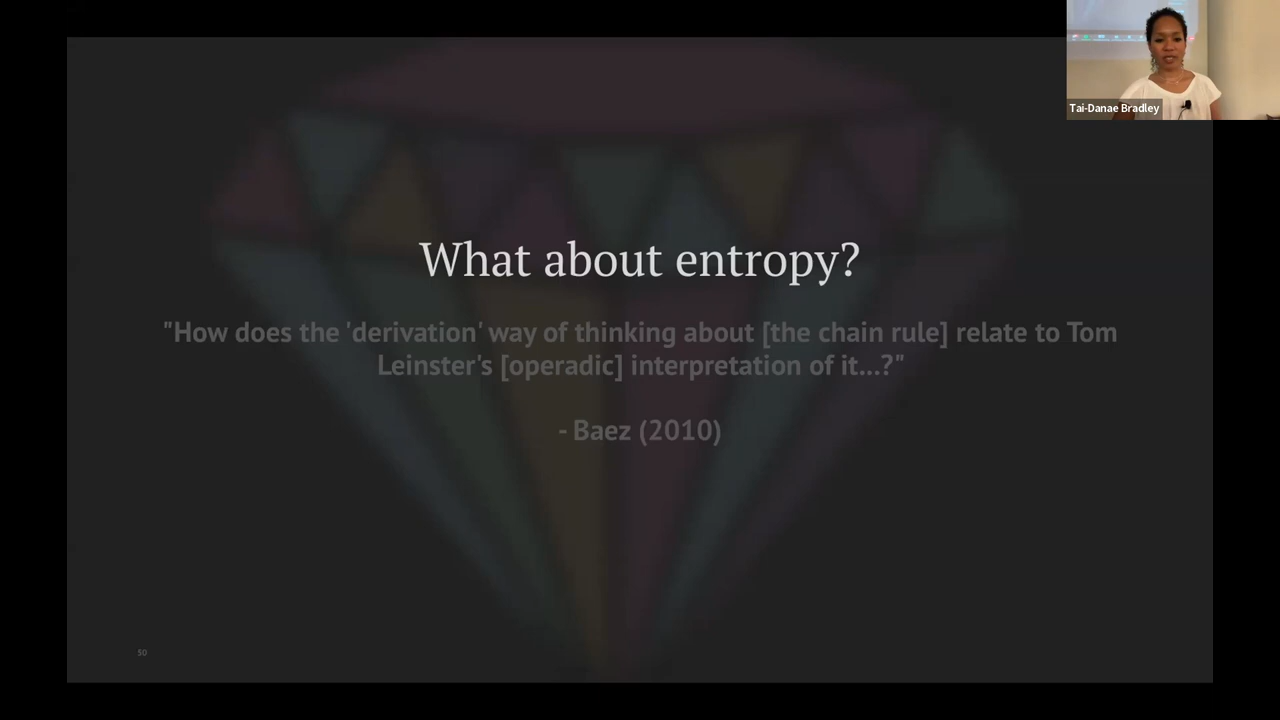 Tai-Danae Bradley
What about entropy?
"How does the 'derivation' way of thinking about [the chain rule] relate to Tom
Leinster's [operadic] interpretation of it...?"
- Baez (2010)
50